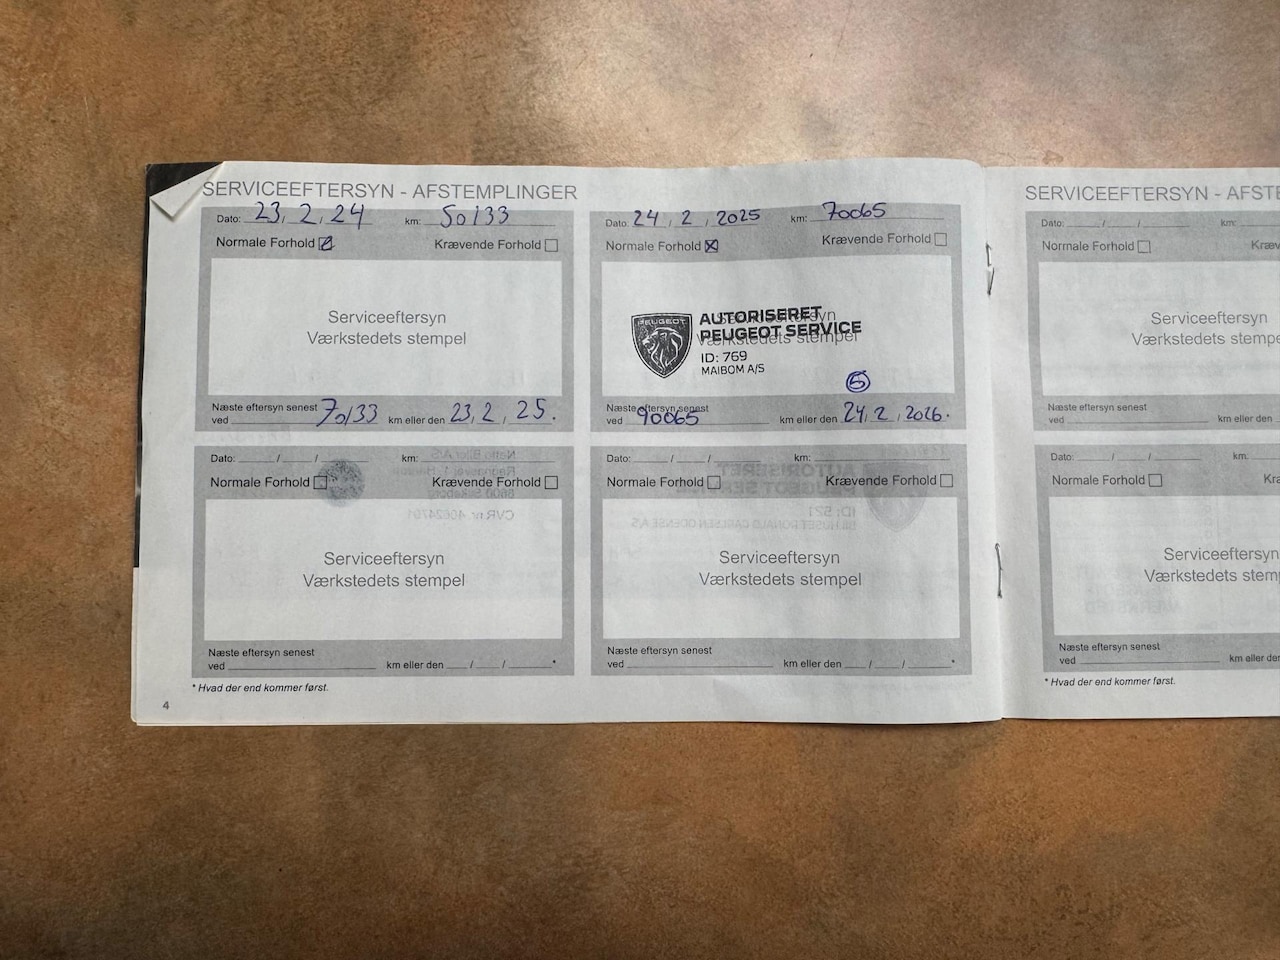 SERVICEEFTERSYN - AFSTEMPLINGER
Dato: 23, 2, 24 km: 50133
Normale Forhold Krævende Forhold
Serviceeftersyn
Værkstedets stempel
Næste eftersyn senest
ved 70133 km eller den 23, 2, 25.
Dato: 24, 2, 2025 km: 70065
Normale Forhold Krævende Forhold
Serviceeftersyn
Værkstedets stempel
PEUGEOT
AUTORISERET
PEUGEOT SERVICE
ID: 769
MAIBOM A/S
5
Næste eftersyn senest
ved 90065 km eller den 24, 2, 2026.
Dato: / / km:
Normale Forhold Krævende Forhold
Serviceeftersyn
Værkstedets stempel
Næste eftersyn senest
ved km eller den / / *
Dato: / / km:
Normale Forhold Krævende Forhold
Serviceeftersyn
Værkstedets stempel
Næste eftersyn senest
ved km eller den / / *
* Hvad der end kommer først.
4
SERVICEEFTERSYN - AFSTE
Dato: / / km:
Normale Forhold Kræv
Serviceeftersyn
Værkstedets stempe
Næste eftersyn senest
ved km eller den
Dato: / / km:
Normale Forhold Kræ
Serviceeftersyn
Værkstedets stemp
Næste eftersyn senest
ved km eller den
* Hvad der end kommer først.